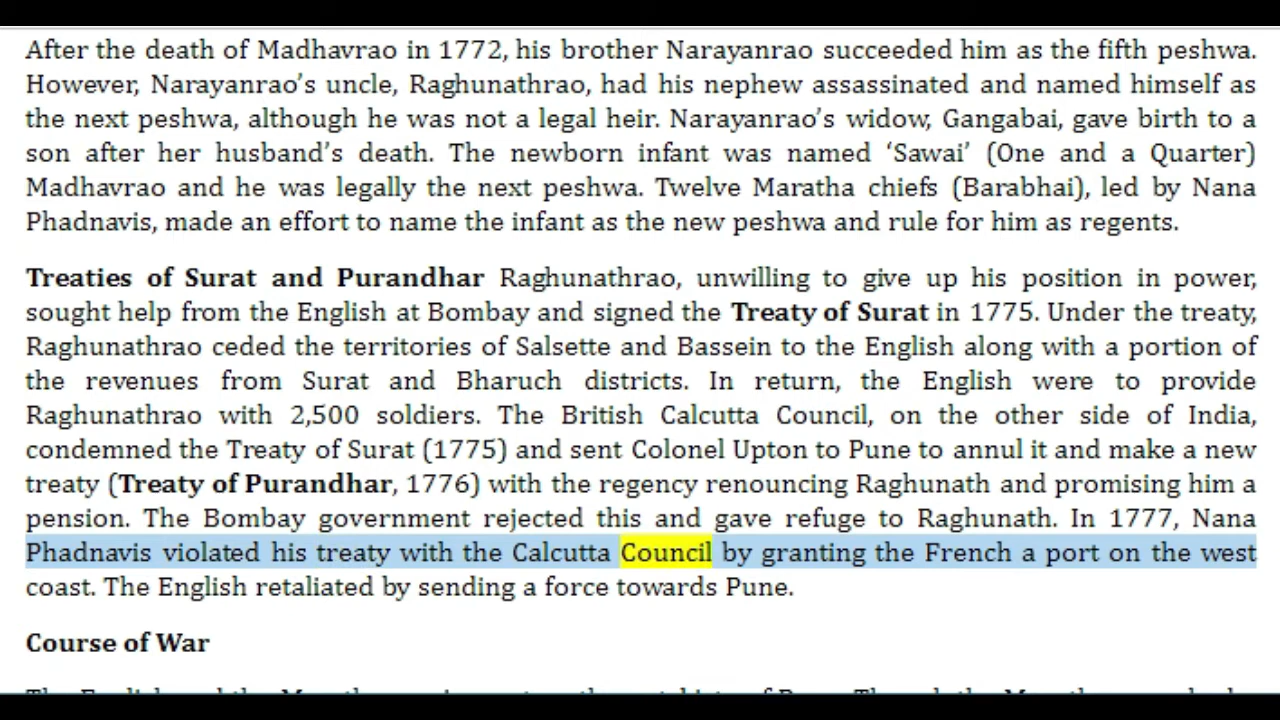 After the death of Madhavrao in 1772, his brother Narayanrao succeeded him as the fifth peshwa.
However, Narayanrao’s uncle, Raghunathrao, had his nephew assassinated and named himself as
the next peshwa, although he was not a legal heir. Narayanrao’s widow, Gangabai, gave birth to a
son after her husband’s death. The newborn infant was named ‘Sawai’ (One and a Quarter)
Madhavrao and he was legally the next peshwa. Twelve Maratha chiefs (Barabhai), led by Nana
Phadnavis, made an effort to name the infant as the new peshwa and rule for him as regents.
Treaties of Surat and Purandhar Raghunathrao, unwilling to give up his position in power,
sought help from the English at Bombay and signed the Treaty of Surat in 1775. Under the treaty,
Raghunathrao ceded the territories of Salsette and Bassein to the English along with a portion of
the revenues from Surat and Bharuch districts. In return, the English were to provide
Raghunathrao with 2,500 soldiers. The British Calcutta Council, on the other side of India,
condemned the Treaty of Surat (1775) and sent Colonel Upton to Pune to annul it and make a new
treaty (Treaty of Purandhar, 1776) with the regency renouncing Raghunath and promising him a
pension. The Bombay government rejected this and gave refuge to Raghunath. In 1777, Nana
Phadnavis violated his treaty with the Calcutta Council by granting the French a port on the west
coast. The English retaliated by sending a force towards Pune.
Course of War